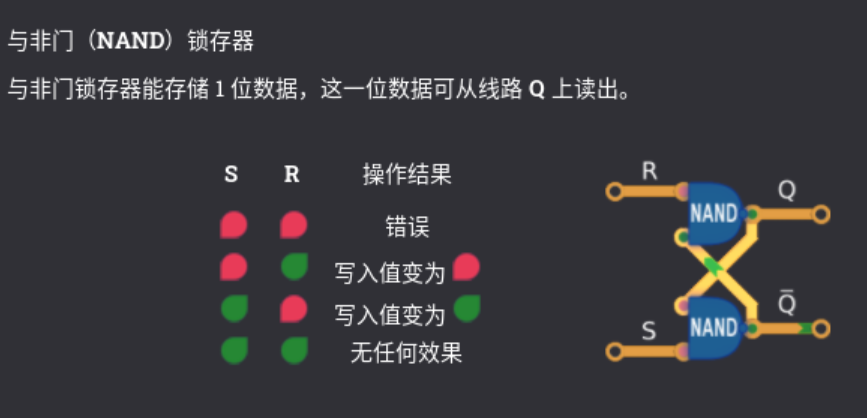 与非门（NAND）锁存器
与非门锁存器能存储 1 位数据，这一位数据可从线路 Q 上读出。
S R 操作结果
错误
写入值变为
写入值变为
无任何效果
R
NAND
Q
S
NAND
Q̅